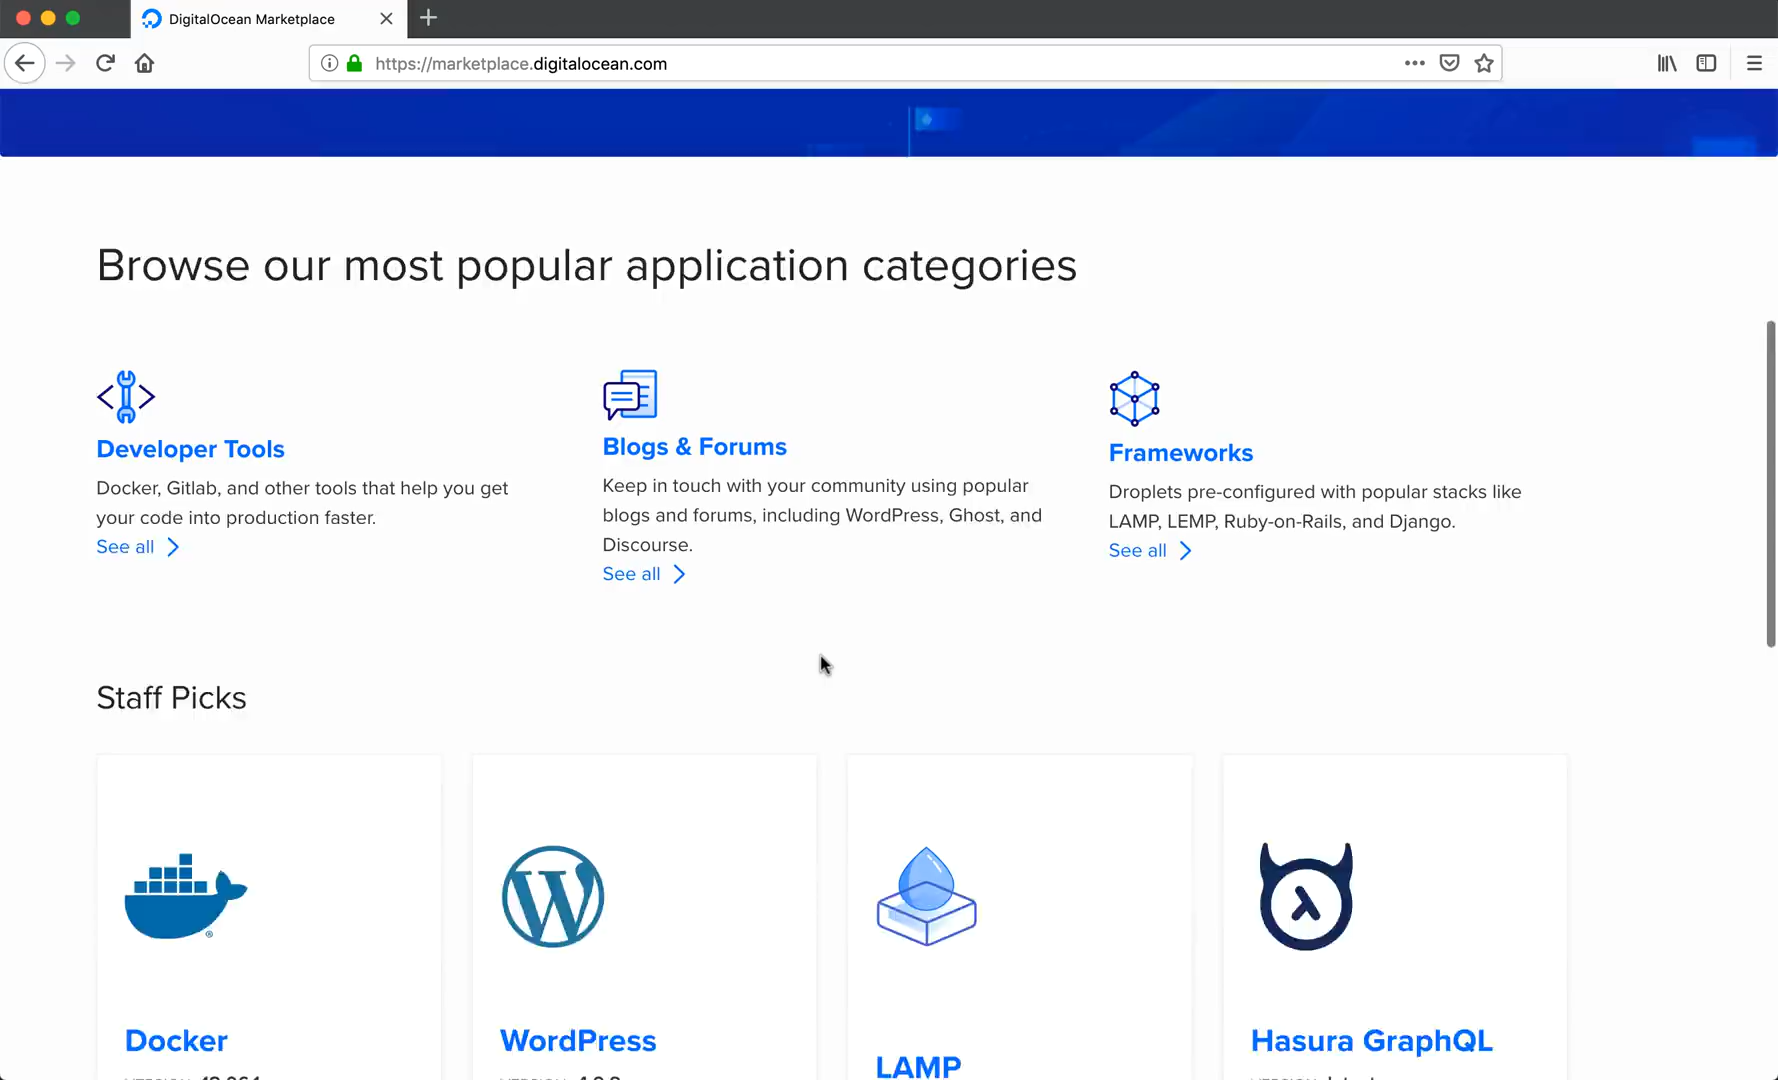 DigitalOcean Marketplace
https://marketplace.digitalocean.com
Browse our most popular application categories
Developer Tools
Docker, Gitlab, and other tools that help you get
your code into production faster.
See all
Blogs & Forums
Keep in touch with your community using popular
blogs and forums, including WordPress, Ghost, and
Discourse.
See all
Frameworks
Droplets pre-configured with popular stacks like
LAMP, LEMP, Ruby-on-Rails, and Django.
See all
Staff Picks
Docker
WordPress
LAMP
Hasura GraphQL